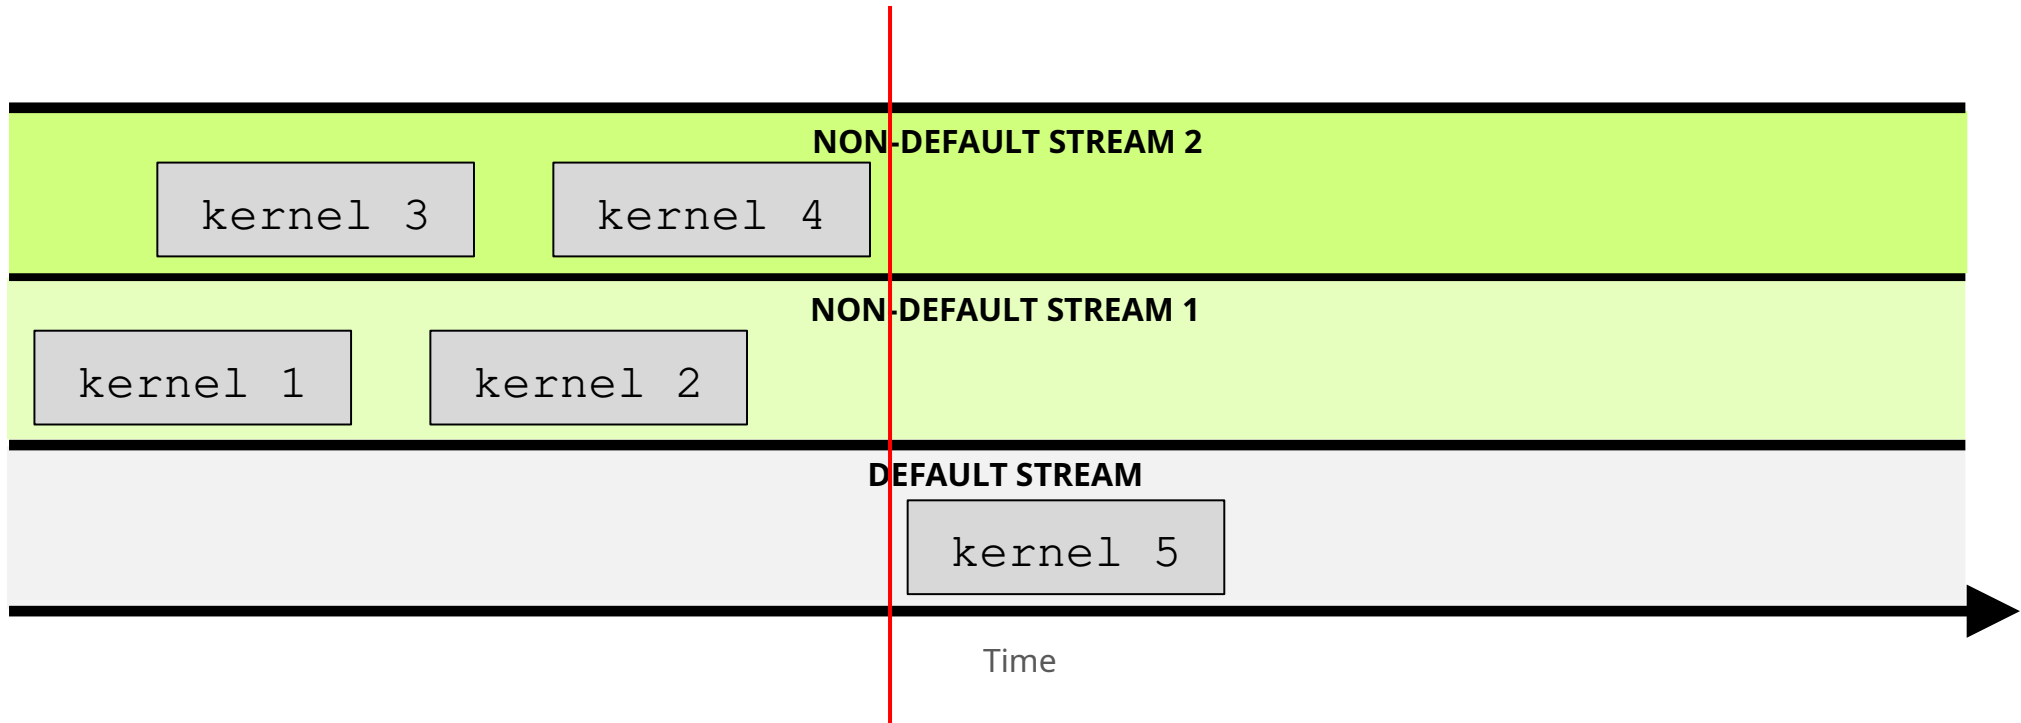 NON-DEFAULT STREAM 2
kernel 3
kernel 4
NON-DEFAULT STREAM 1
kernel 1
kernel 2
DEFAULT STREAM
kernel 5
Time